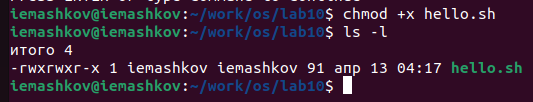 iemashkov@iemashkov:~/work/os/lab10$ chmod +x hello.sh
iemashkov@iemashkov:~/work/os/lab10$ ls -l
итого 4
-rwxrwxr-x 1 iemashkov iemashkov 91 апр 13 04:17 hello.sh
iemashkov@iemashkov:~/work/os/lab10$